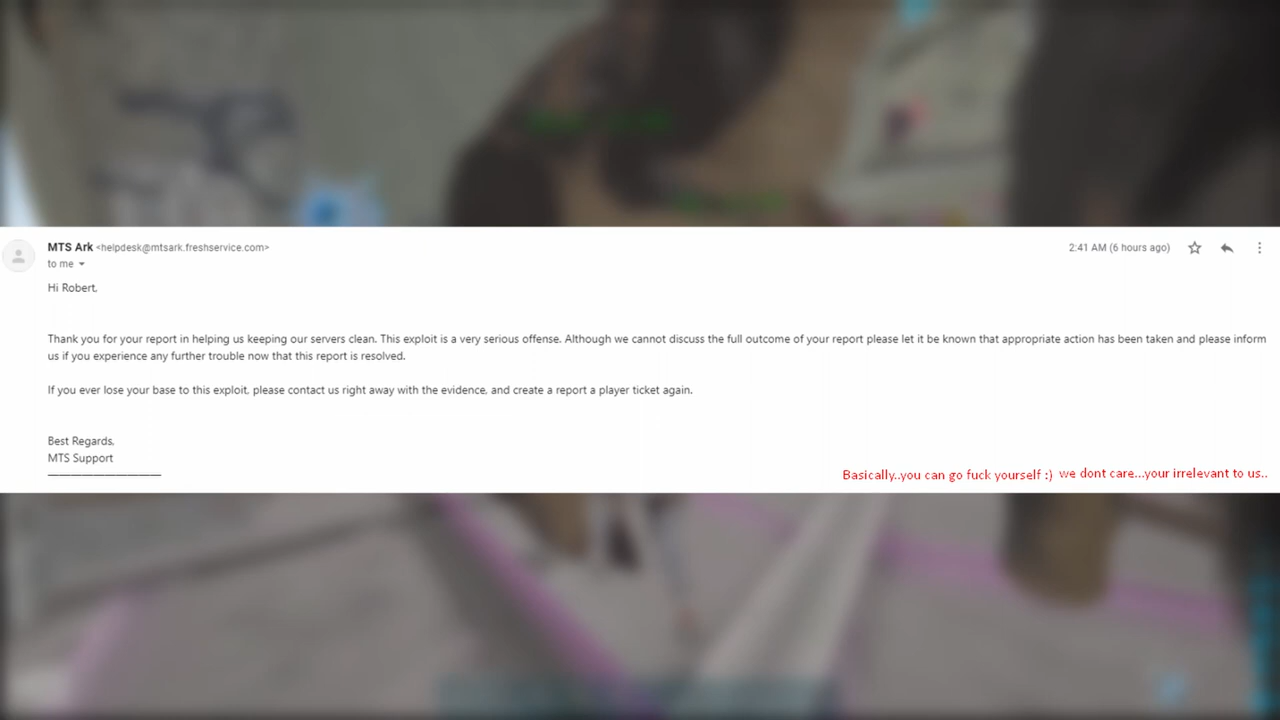 MTS Ark <helpdesk@mtsark.freshservice.com>
2:41 AM (6 hours ago)
to me
Hi Robert,
Thank you for your report in helping us keeping our servers clean. This exploit is a very serious offense. Although we cannot discuss the full outcome of your report please let it be known that appropriate action has been taken and please inform
us if you experience any further trouble now that this report is resolved.
If you ever lose your base to this exploit, please contact us right away with the evidence, and create a report a player ticket again.
Best Regards,
MTS Support
Basically..you can go fuck yourself :) we dont care...your irrelevant to us..